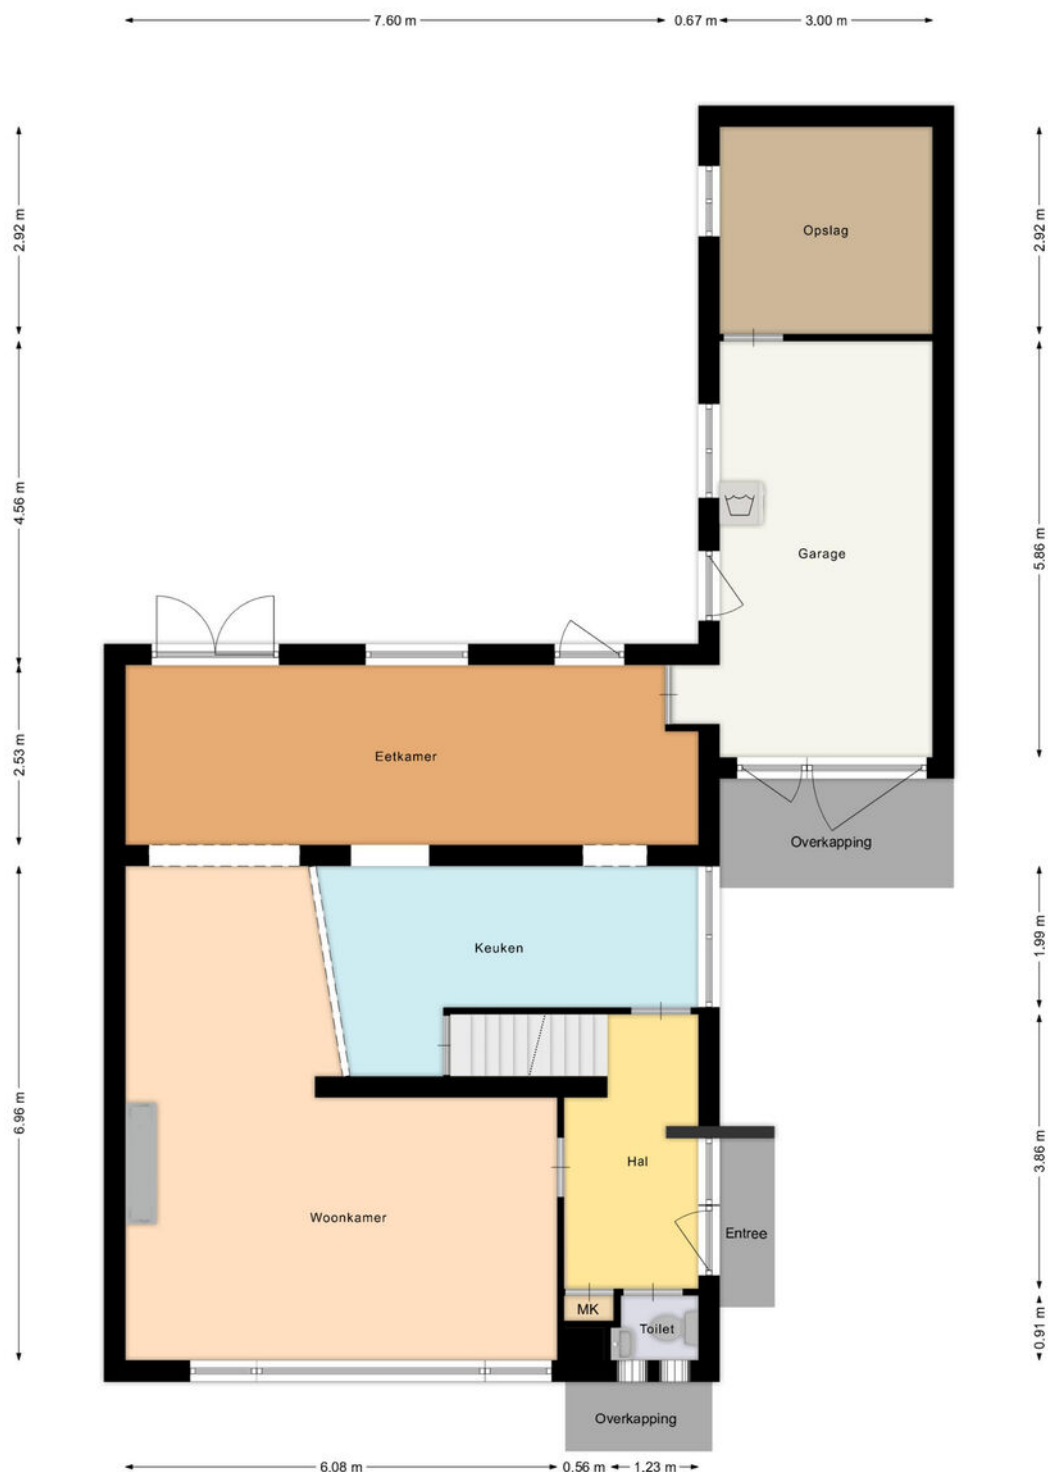 7.60 m
0.67 m
3.00 m
2.92 m
Opslag
2.92 m
4.56 m
Garage
5.86 m
2.53 m
Eetkamer
Overkapping
Keuken
1.99 m
6.96 m
Woonkamer
Hal
Entree
3.86 m
MK
Toilet
0.91 m
Overkapping
6.08 m
0.56 m
1.23 m